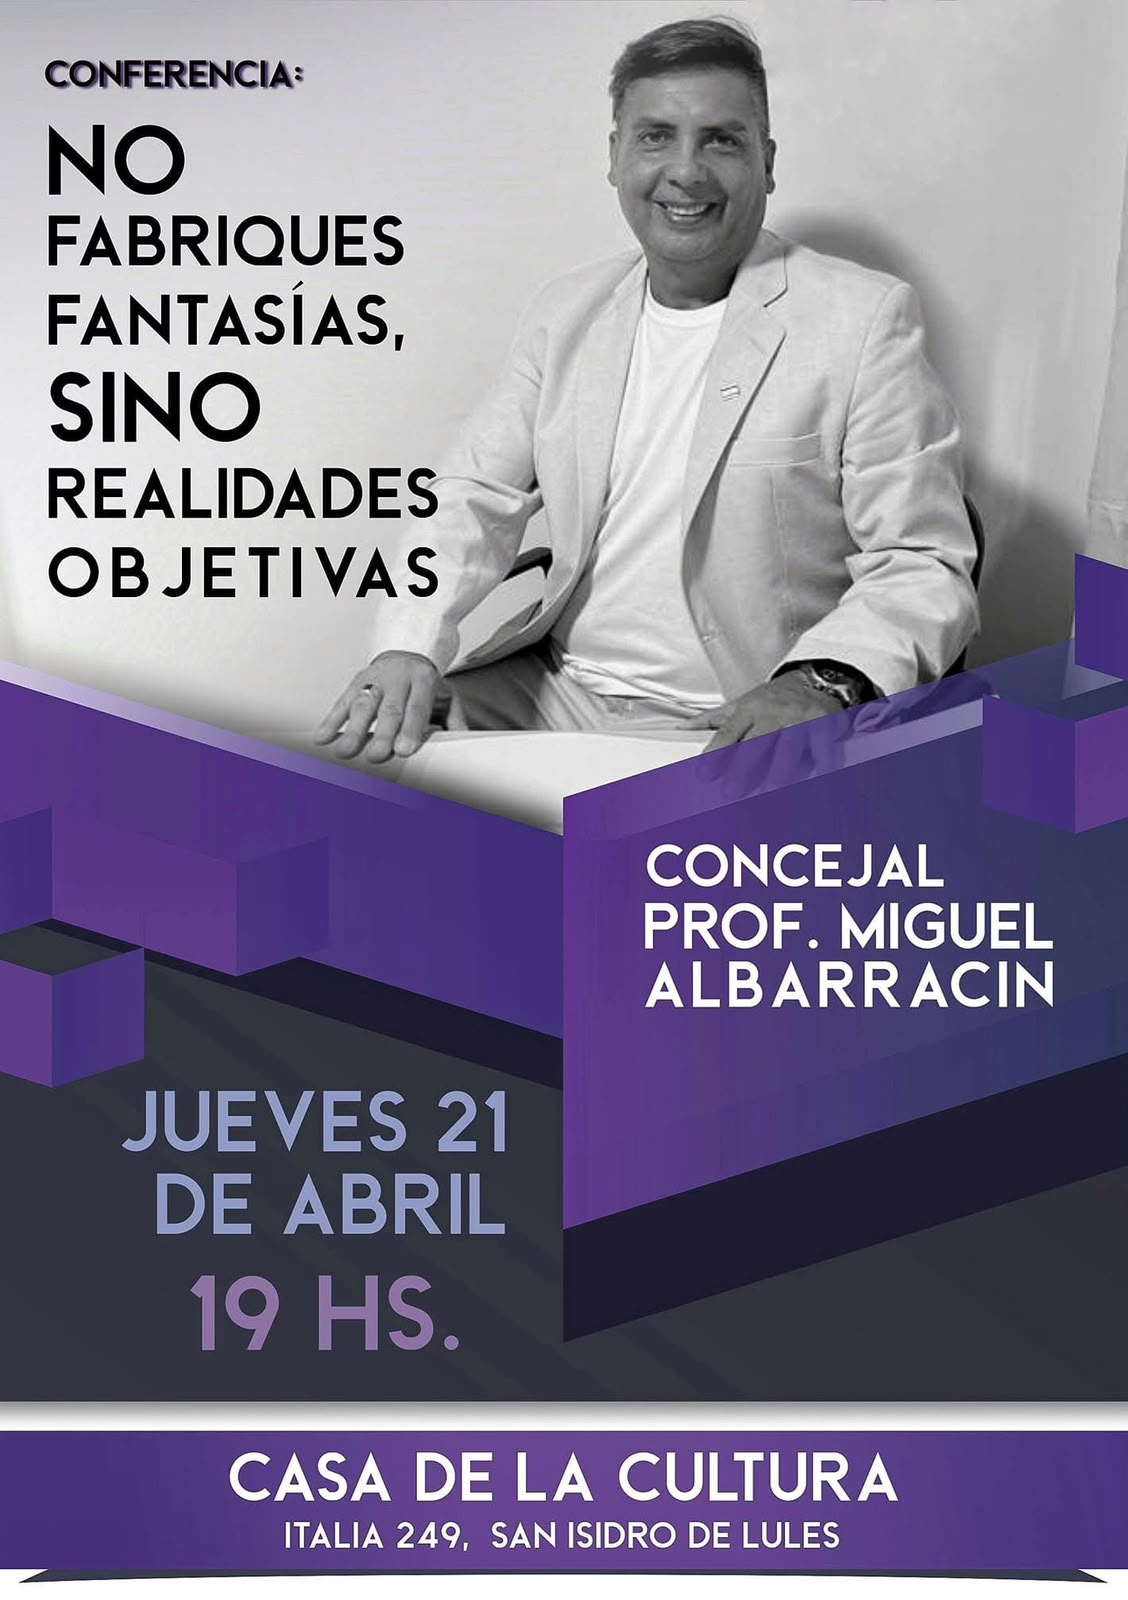 CONFERENCIA:
NO
FABRIQUES
FANTASÍAS,
SINO
REALIDADES
OBJETIVAS
CONCEJAL
PROF. MIGUEL
ALBARRACIN
JUEVES 21
DE ABRIL
19 HS.
CASA DE LA CULTURA
ITALIA 249, SAN ISIDRO DE LULES